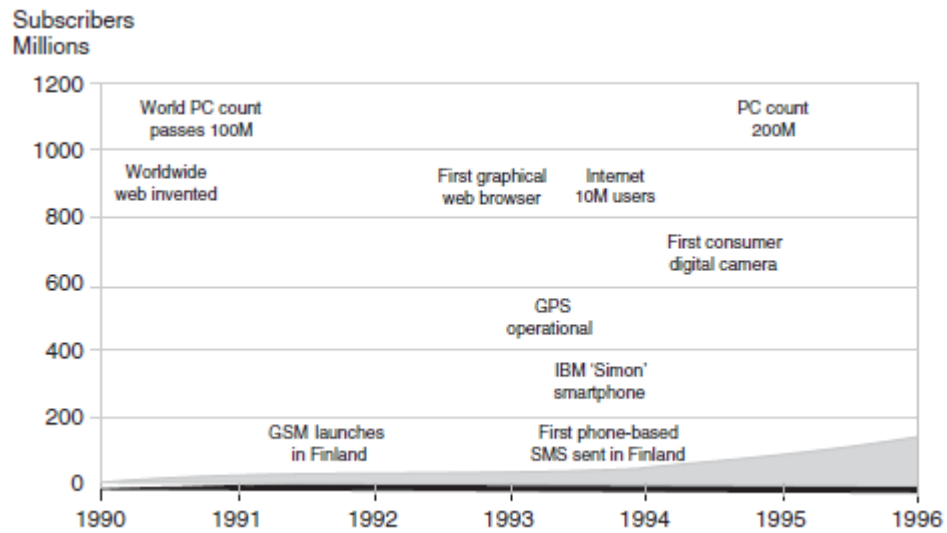 Subscribers
Millions
1200
World PC count
passes 100M
PC count
200M
1000
Worldwide
web invented
First graphical
web browser
Internet
10M users
800
First consumer
digital camera
600
GPS
operational
400
IBM ‘Simon’
smartphone
200
GSM launches
in Finland
First phone-based
SMS sent in Finland
0
1990 1991 1992 1993 1994 1995 1996